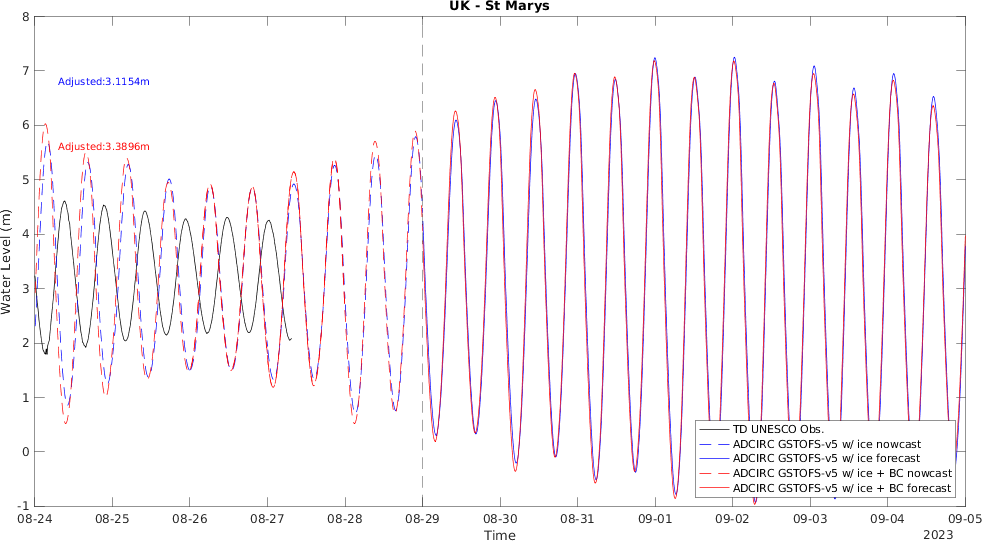 UK - St Marys
8
7
6
5
4
3
2
1
0
-1
Water Level (m)
Adjusted:3.1154m
Adjusted:3.3896m
TD UNESCO Obs.
ADCIRC GSTOFS-v5 w/ ice nowcast
ADCIRC GSTOFS-v5 w/ ice forecast
ADCIRC GSTOFS-v5 w/ ice + BC nowcast
ADCIRC GSTOFS-v5 w/ ice + BC forecast
08-24 08-25 08-26 08-27 08-28 08-29 08-30 08-31 09-01 09-02 09-03 09-04 09-05
Time
2023